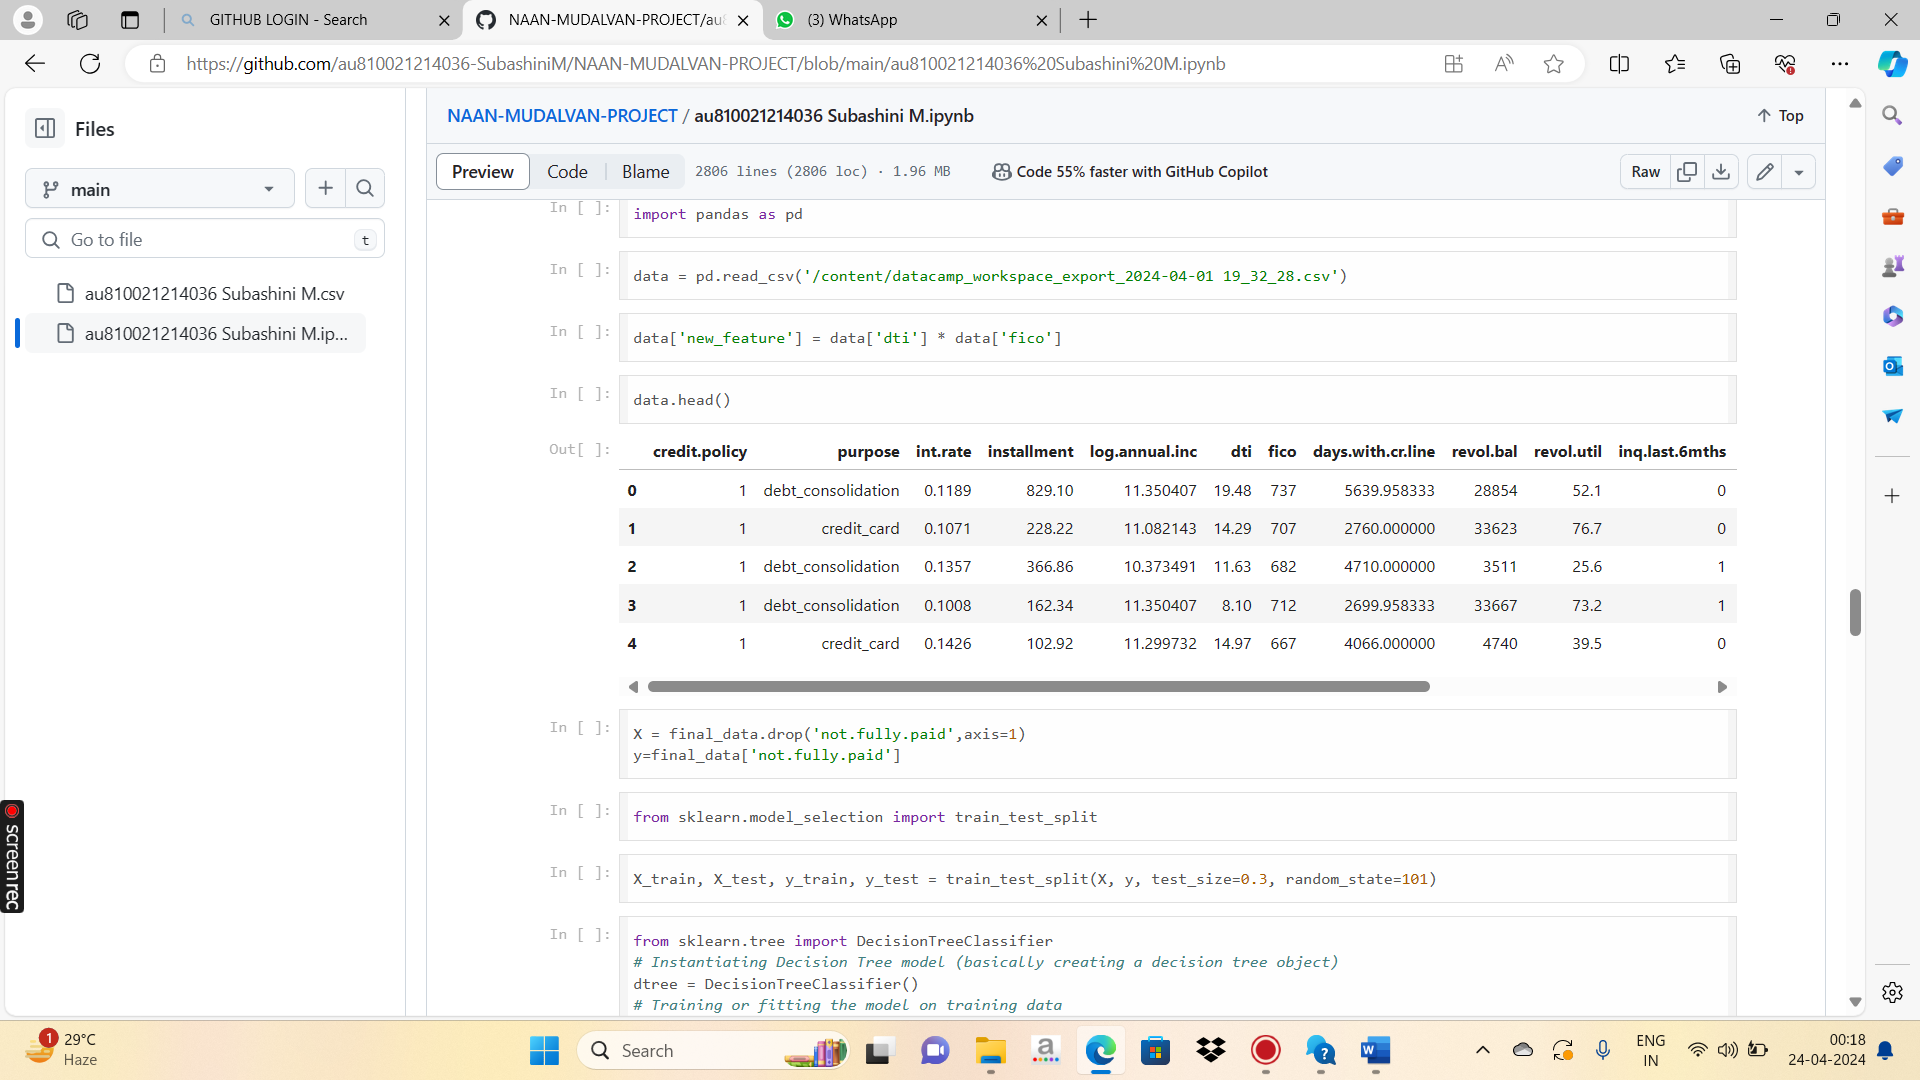 GITHUB LOGIN - Search
NAAN-MUDALVAN-PROJECT/au8
(3) WhatsApp
https://github.com/au810021214036-SubashiniM/NAAN-MUDALVAN-PROJECT/blob/main/au810021214036%20Subashini%20M.ipynb
Files
main
Go to file
t
au810021214036 Subashini M.csv
au810021214036 Subashini M.ip...
NAAN-MUDALVAN-PROJECT / au810021214036 Subashini M.ipynb
Top
Preview Code Blame 2806 lines (2806 loc) · 1.96 MB Code 55% faster with GitHub Copilot Raw
In [ ]: import pandas as pd
In [ ]: data = pd.read_csv('/content/datacamp_workspace_export_2024-04-01 19_32_28.csv')
In [ ]: data['new_feature'] = data['dti'] * data['fico']
In [ ]: data.head()
Out[ ]: credit.policy purpose int.rate installment log.annual.inc dti fico days.with.cr.line revol.bal revol.util inq.last.6mths
0 1 debt_consolidation 0.1189 829.10 11.350407 19.48 737 5639.958333 28854 52.1 0
1 1 credit_card 0.1071 228.22 11.082143 14.29 707 2760.000000 33623 76.7 0
2 1 debt_consolidation 0.1357 366.86 10.373491 11.63 682 4710.000000 3511 25.6 1
3 1 debt_consolidation 0.1008 162.34 11.350407 8.10 712 2699.958333 33667 73.2 1
4 1 credit_card 0.1426 102.92 11.299732 14.97 667 4066.000000 4740 39.5 0
In [ ]: X = final_data.drop('not.fully.paid',axis=1)
y=final_data['not.fully.paid']
In [ ]: from sklearn.model_selection import train_test_split
In [ ]: X_train, X_test, y_train, y_test = train_test_split(X, y, test_size=0.3, random_state=101)
In [ ]: from sklearn.tree import DecisionTreeClassifier
# Instantiating Decision Tree model (basically creating a decision tree object)
dtree = DecisionTreeClassifier()
# Training or fitting the model on training data
screenrec
1
29°C
Haze
Search
ENG
IN
00:18
24-04-2024